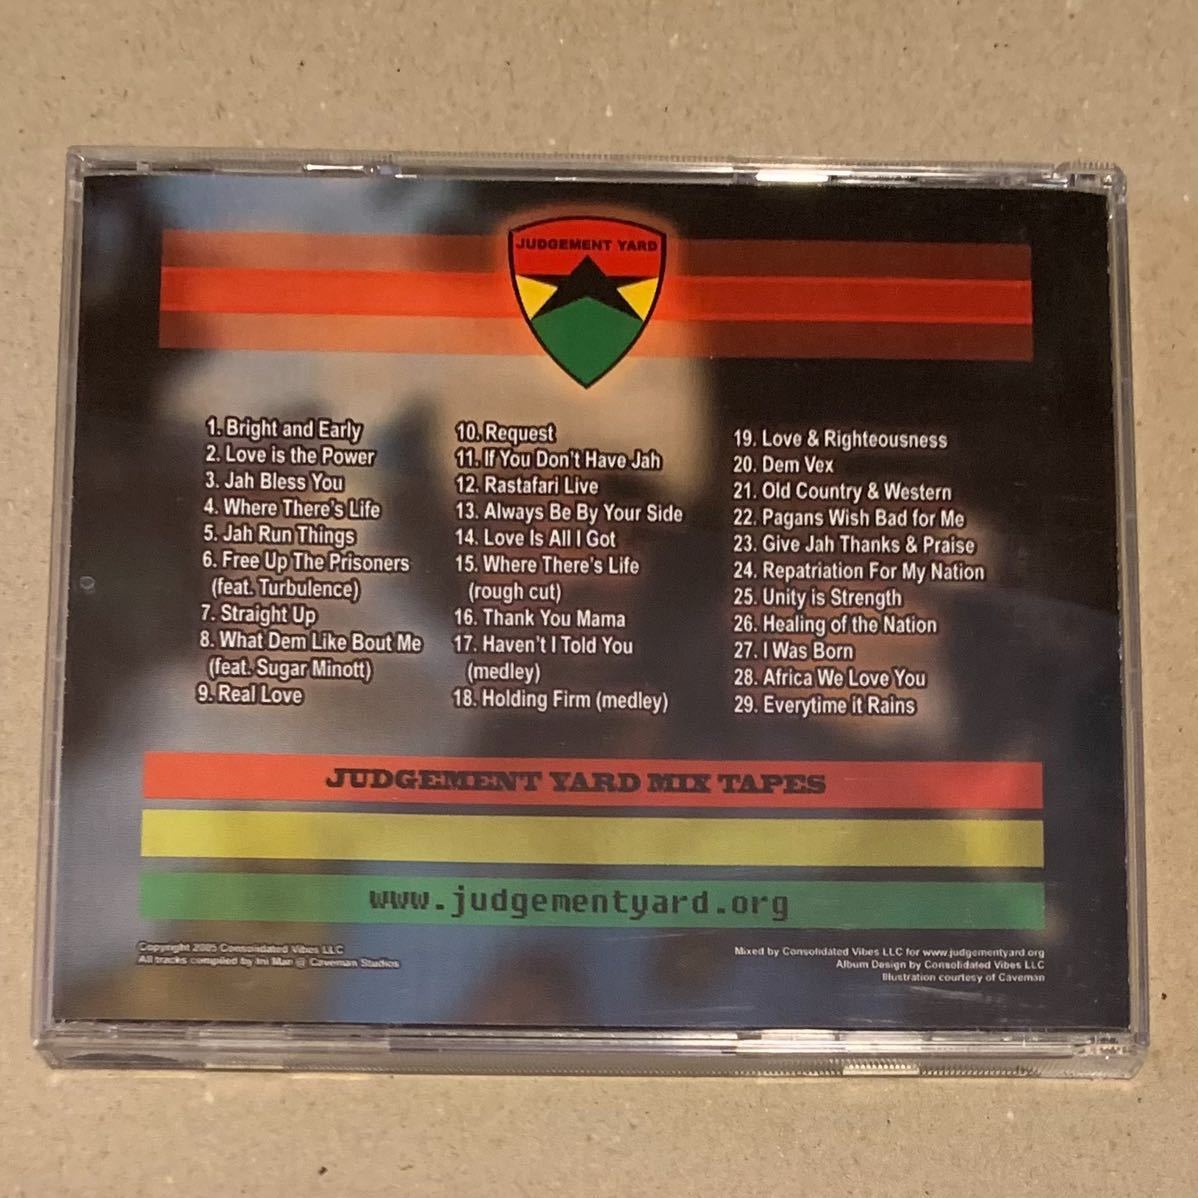 JUDGEMENT YARD
1. Bright and Early
2. Love is the Power
3. Jah Bless You
4. Where There's Life
5. Jah Run Things
6. Free Up The Prisoners
(feat. Turbulence)
7. Straight Up
8. What Dem Like Bout Me
(feat. Sugar Minott)
9. Real Love
10. Request
11. If You Don't Have Jah
12. Rastafari Live
13. Always Be By Your Side
14. Love Is All I Got
15. Where There's Life
(rough cut)
16. Thank You Mama
17. Haven't I Told You
(medley)
18. Holding Firm (medley)
19. Love & Righteousness
20. Dem Vex
21. Old Country & Western
22. Pagans Wish Bad for Me
23. Give Jah Thanks & Praise
24. Repatriation For My Nation
25. Unity is Strength
26. Healing of the Nation
27. I Was Born
28. Africa We Love You
29. Everytime it Rains
JUDGEMENT YARD MIX TAPES
www.judgementyard.org
Copyright 2005 Consolidated Vibes LLC
All tracks compiled by Ini Man @ Caveman Studios
Mixed by Consolidated Vibes LLC for www.judgementyard.org
Album Design by Consolidated Vibes LLC
Illustration courtesy of Caveman